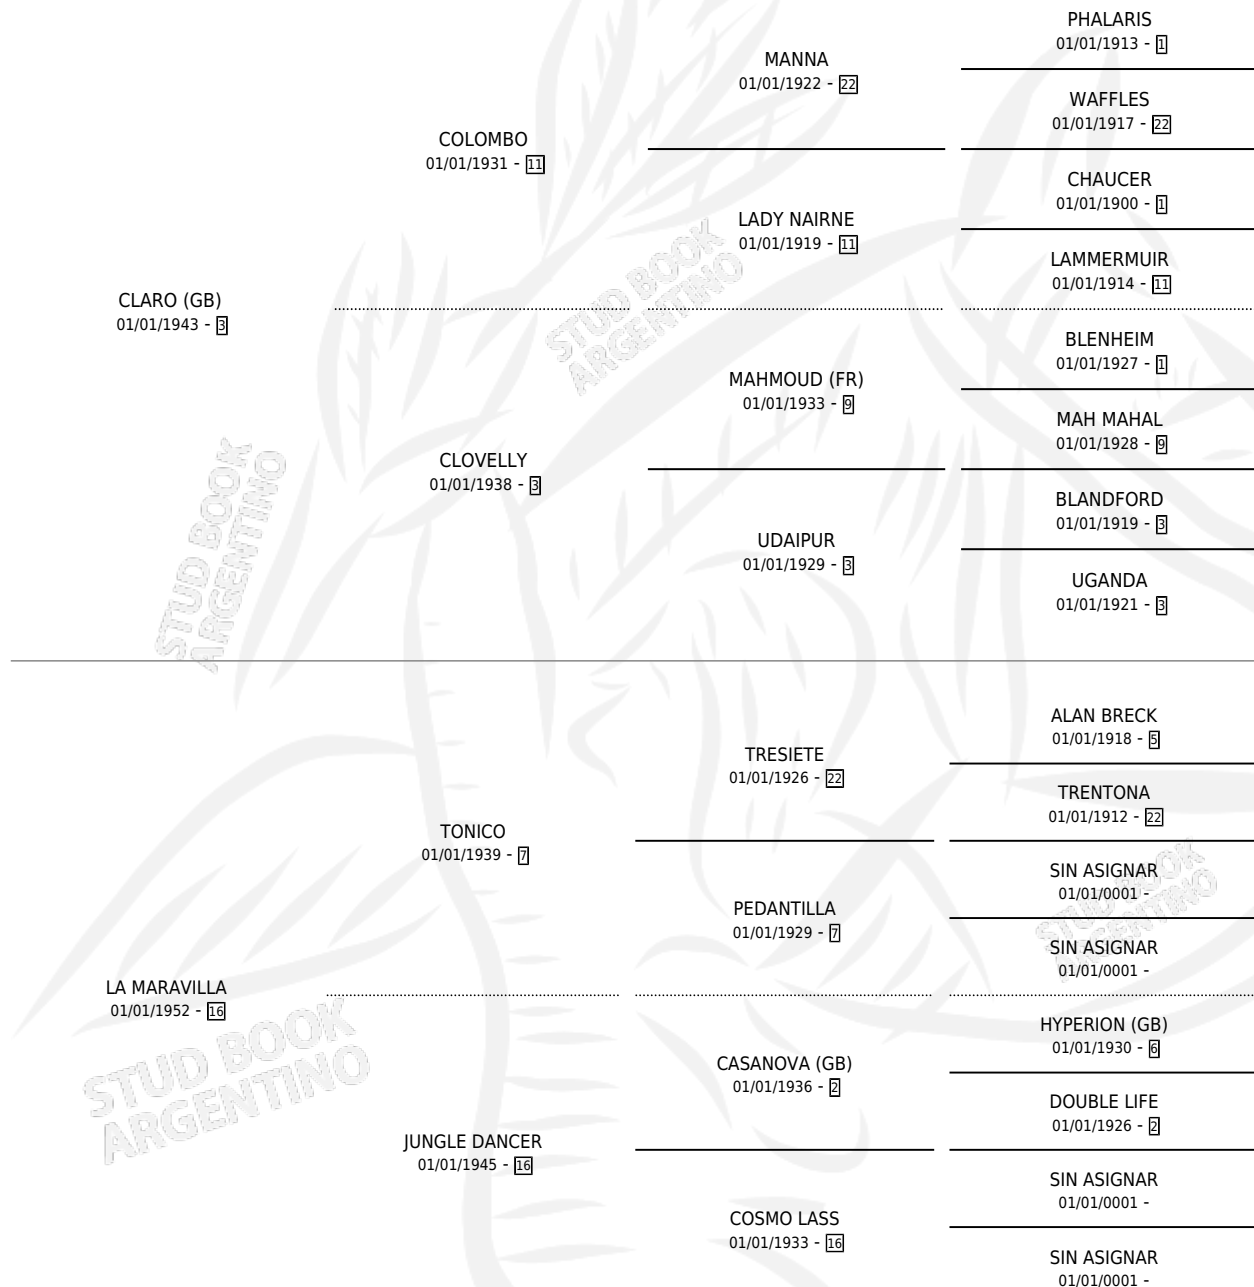 PHALARIS
01/01/1913 - 1
MANNA
01/01/1922 - 22
WAFFLES
01/01/1917 - 22
COLOMBO
01/01/1931 - 11
CHAUCER
01/01/1900 - 1
LADY NAIRNE
01/01/1919 - 11
LAMMERMUIR
01/01/1914 - 11
CLARO (GB)
01/01/1943 - 3
BLENHEIM
01/01/1927 - 1
MAHMOUD (FR)
01/01/1933 - 9
MAH MAHAL
01/01/1928 - 9
CLOVELLY
01/01/1938 - 3
BLANDFORD
01/01/1919 - 3
UDAIPUR
01/01/1929 - 3
UGANDA
01/01/1921 - 3
STUD BOOK
ARGENTINO
STUD BOOK
ARGENTINO
ALAN BRECK
01/01/1918 - 5
TRESIETE
01/01/1926 - 22
TRENTONA
01/01/1912 - 22
TONICO
01/01/1939 - 7
SIN ASIGNAR
01/01/0001 -
PEDANTILLA
01/01/1929 - 7
SIN ASIGNAR
01/01/0001 -
LA MARAVILLA
01/01/1952 - 16
HYPERION (GB)
01/01/1930 - 6
CASANOVA (GB)
01/01/1936 - 2
DOUBLE LIFE
01/01/1926 - 2
JUNGLE DANCER
01/01/1945 - 16
SIN ASIGNAR
01/01/0001 -
COSMO LASS
01/01/1933 - 16
SIN ASIGNAR
01/01/0001 -
STUD BOOK
ARGENTINO
STUD BOOK
ARGENTINO